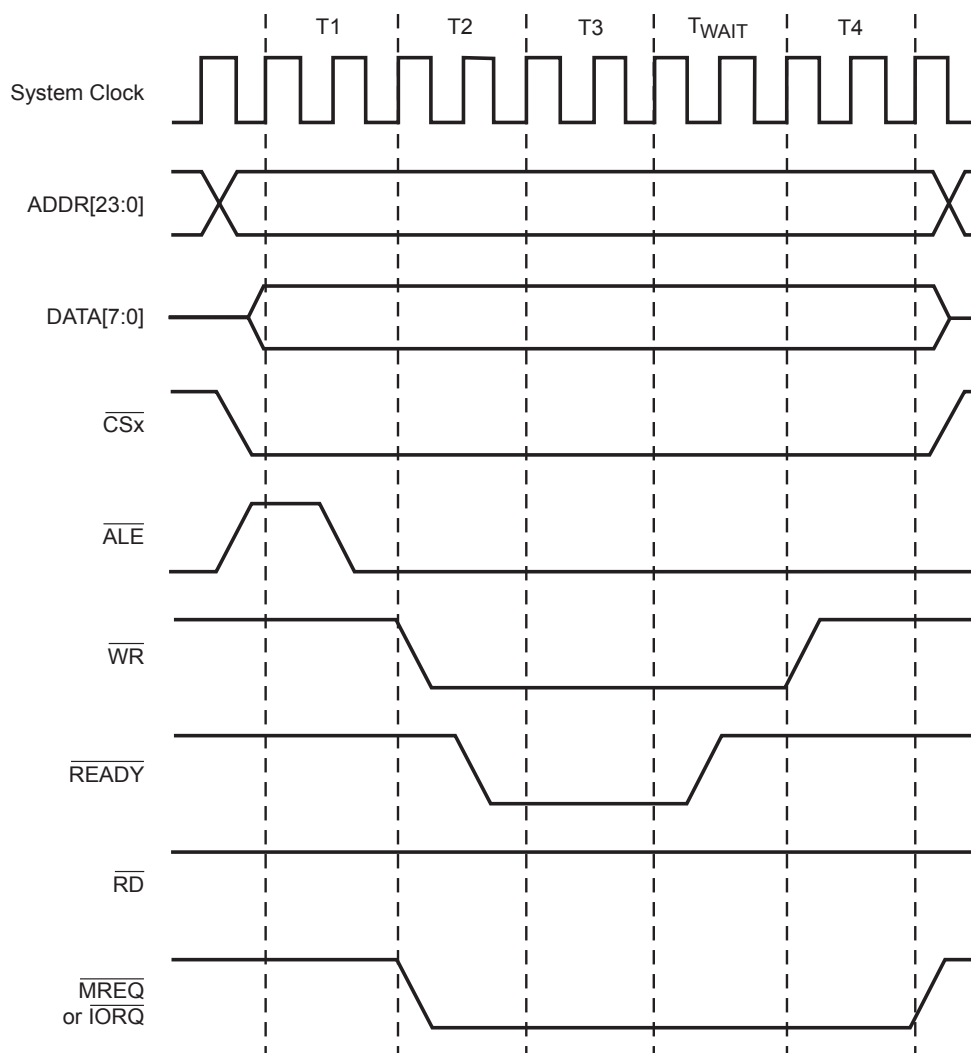 T1 T2 T3 TWAIT T4
System Clock
ADDR[23:0]
DATA[7:0]
CSx
ALE
WR
READY
RD
MREQ
or IORQ